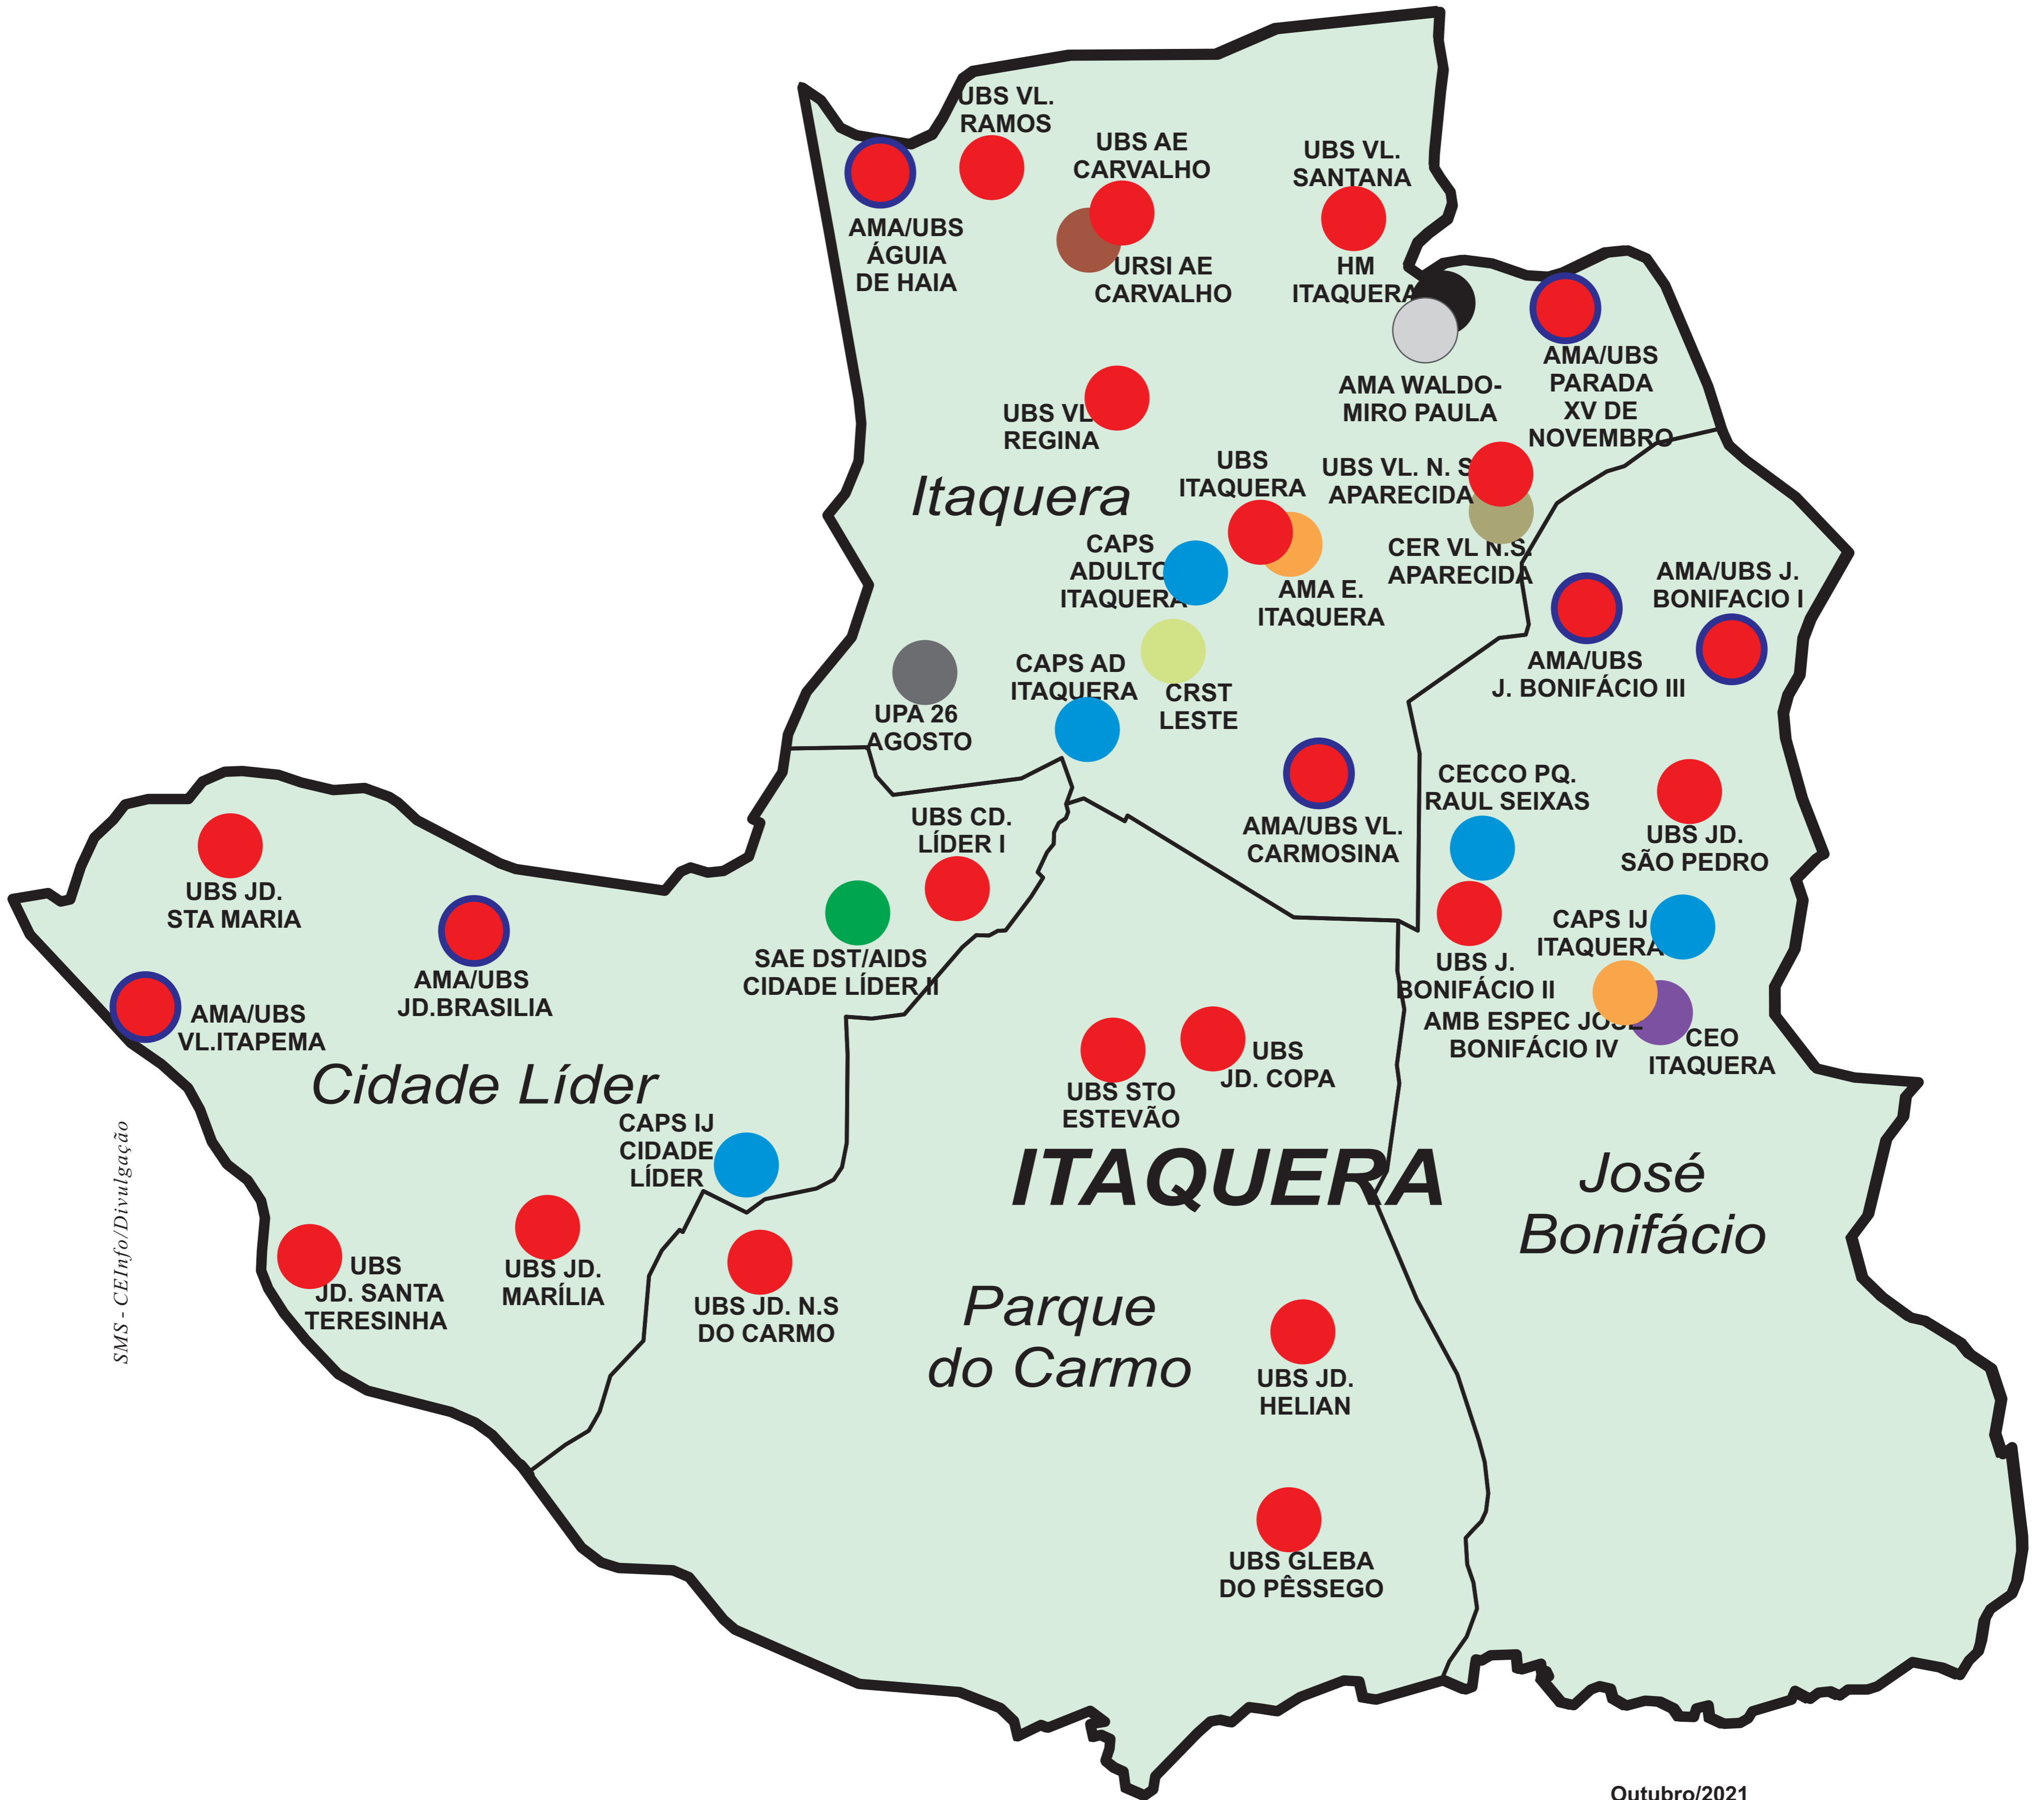 UBS VL.
RAMOS
UBS AE
CARVALHO
UBS VL.
SANTANA
AMA/UBS
ÁGUIA
DE HAIA
URSI AE
CARVALHO
HM
ITAQUERA
AMA WALDO-
MIRO PAULA
AMA/UBS
PARADA
XV DE
NOVEMBRO
UBS VL
REGINA
Itaquera
UBS
ITAQUERA
UBS VL. N. S
APARECIDA
CAPS
ADULTO
ITAQUERA
AMA E.
ITAQUERA
CER VL N.S.
APARECIDA
AMA/UBS J.
BONIFACIO I
AMA/UBS
J. BONIFÁCIO III
CAPS AD
ITAQUERA
CRST
LESTE
UPA 26
AGOSTO
CECCO PQ.
RAUL SEIXAS
UBS JD.
SÃO PEDRO
AMA/UBS VL.
CARMOSINA
UBS CD.
LÍDER I
UBS JD.
STA MARIA
SAE DST/AIDS
CIDADE LÍDER II
CAPS IJ
ITAQUERA
UBS J.
BONIFÁCIO II
AMA/UBS
JD.BRASILIA
AMA/UBS
VL.ITAPEMA
AMB ESPEC JOSE
BONIFÁCIO IV
CEO
ITAQUERA
Cidade Líder
UBS STO
ESTEVÃO
UBS
JD. COPA
CAPS IJ
CIDADE
LÍDER
ITAQUERA
José
Bonifácio
SMS - CEInfo/Divulgação
UBS
JD. SANTA
TERESINHA
UBS JD.
MARÍLIA
UBS JD. N.S
DO CARMO
Parque
do Carmo
UBS JD.
HELIAN
UBS GLEBA
DO PÊSSEGO
Outubro/2021